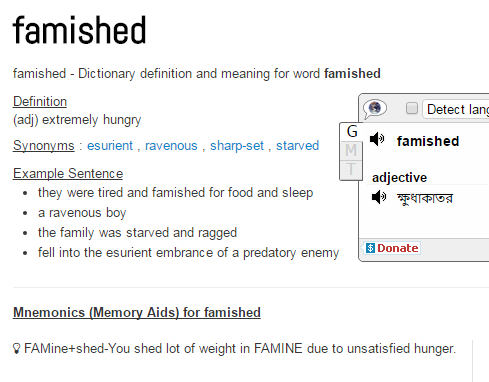 famished
famished - Dictionary definition and meaning for word famished
Definition
(adj) extremely hungry
Synonyms : esurient , ravenous , sharp-set , starved
Example Sentence
• they were tired and famished for food and sleep
• a ravenous boy
• the family was starved and ragged
• fell into the esurient embrance of a predatory enemy
Detect lang
G
M
T
famished
adjective
ক্ষুধাকাতর
$ Donate
Mnemonics (Memory Aids) for famished
FAMine+shed-You shed lot of weight in FAMINE due to unsatisfied hunger.